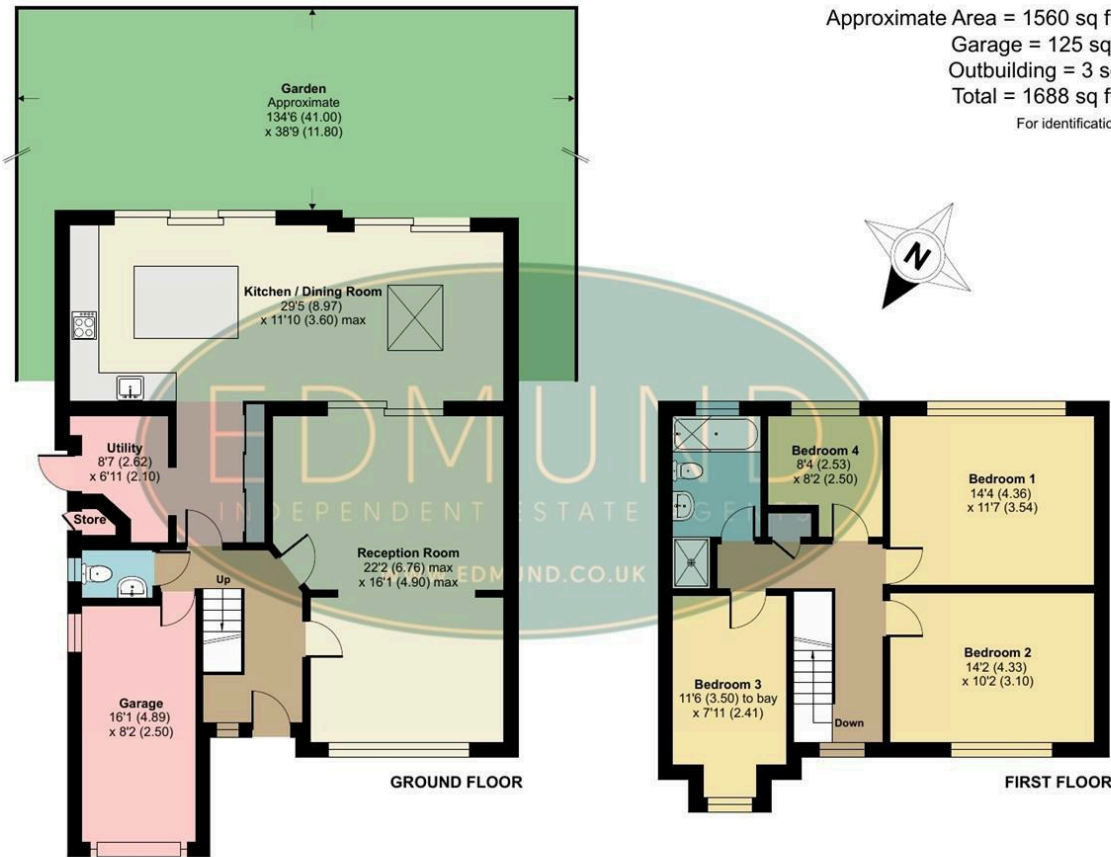 Approximate Area = 1560 sq f
Garage = 125 sq
Outbuilding = 3 s
Total = 1688 sq f
For identificatio
Garden
Approximate
134'6 (41.00)
x 38'9 (11.80)
N
Kitchen / Dining Room
29'5 (8.97)
x 11'10 (3.60) max
EDMUND
INDEPENDENT ESTATE AGENTS
WWW.EDMUND.CO.UK
Utility
8'7 (2.62)
x 6'11 (2.10)
Store
Reception Room
22'2 (6.76) max
x 16'1 (4.90) max
Up
Garage
16'1 (4.89)
x 8'2 (2.50)
GROUND FLOOR
Bedroom 4
8'4 (2.53)
x 8'2 (2.50)
Bedroom 1
14'4 (4.36)
x 11'7 (3.54)
Bedroom 2
14'2 (4.33)
x 10'2 (3.10)
Bedroom 3
11'6 (3.50) to bay
x 7'11 (2.41)
Down
FIRST FLOOR